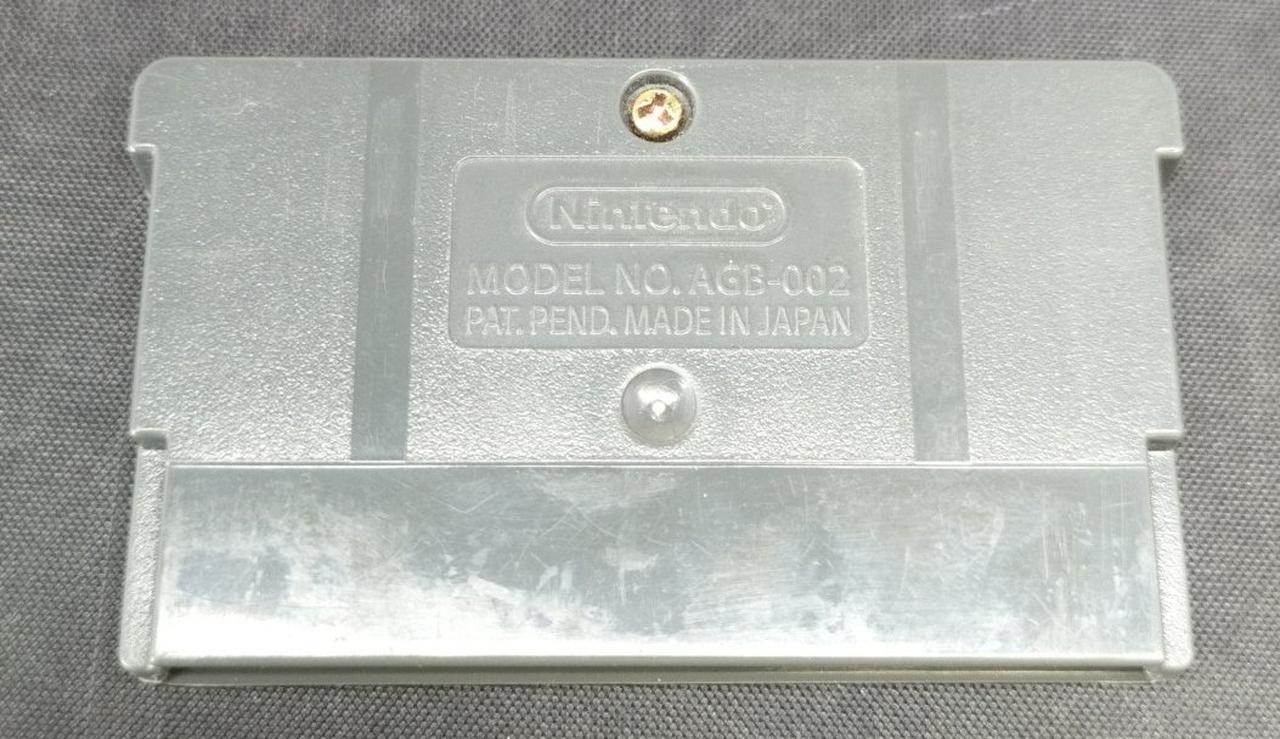 Nintendo
MODEL NO. AGB-002
PAT. PEND. MADE IN JAPAN